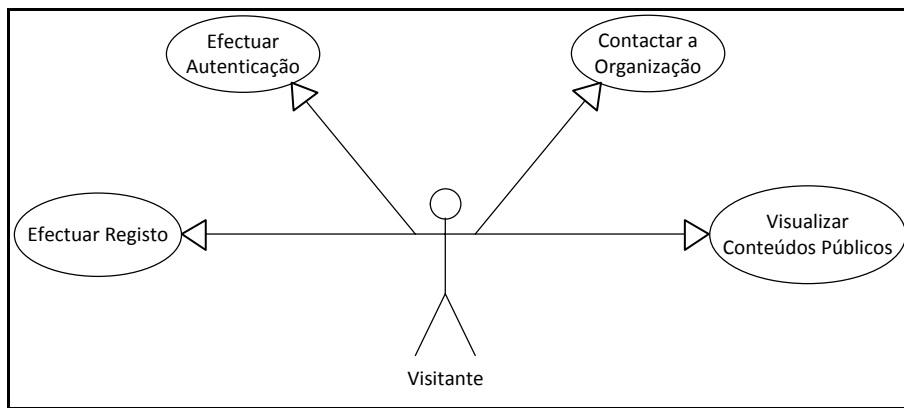 Efectuar
Autenticação
Contactar a
Organização
Efectuar Registo
Visualizar
Conteúdos Públicos
Visitante